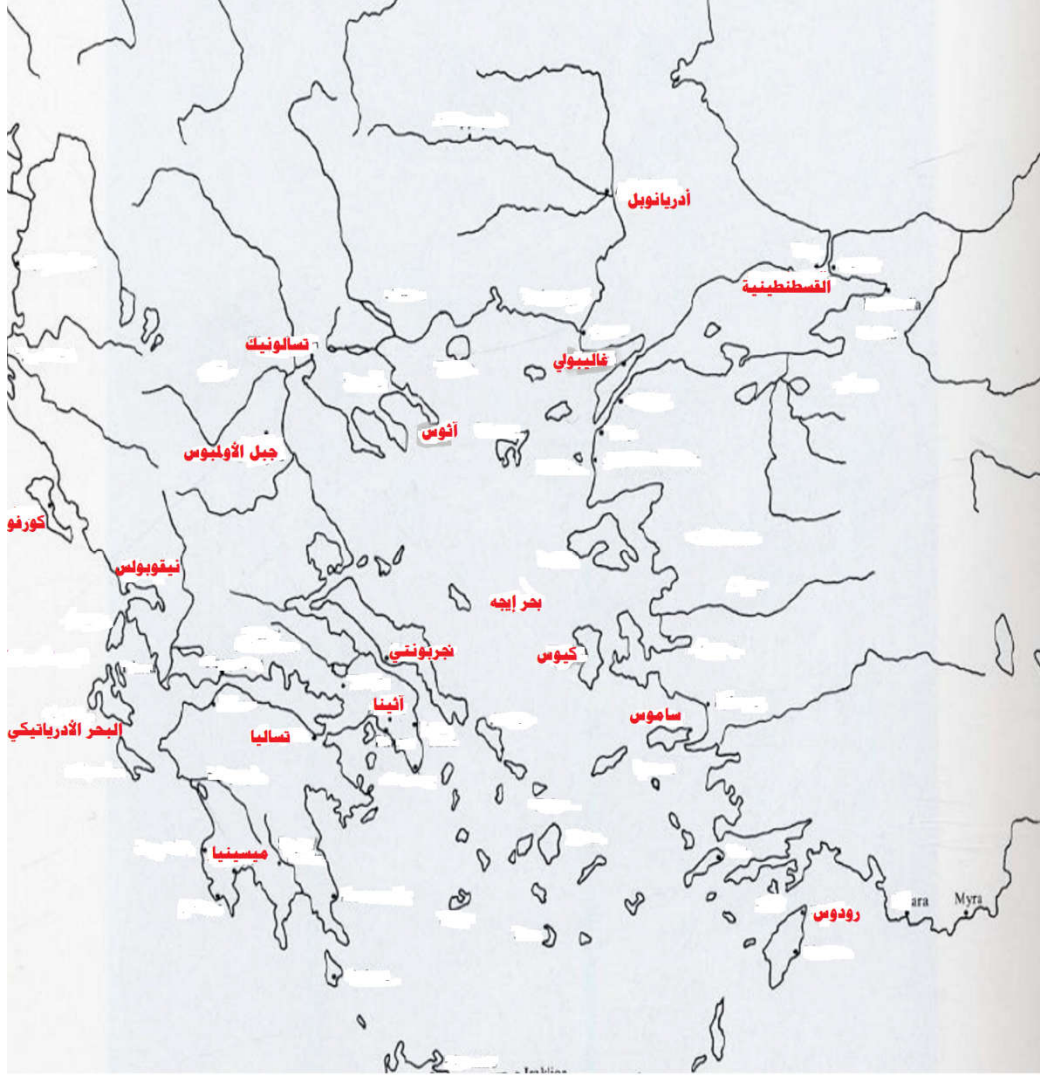 أدريانوبل
القسطنطينية
تسالونيك
غاليبولي
آثوس
جبل الأولمبوس
كورفو
نيقوبولس
بحر إيجه
نجربونتي
كيوس
آثينا
ساموس
البحر الأدرياتيكي
تساليا
ميسينيا
رودوس
ara
Myra